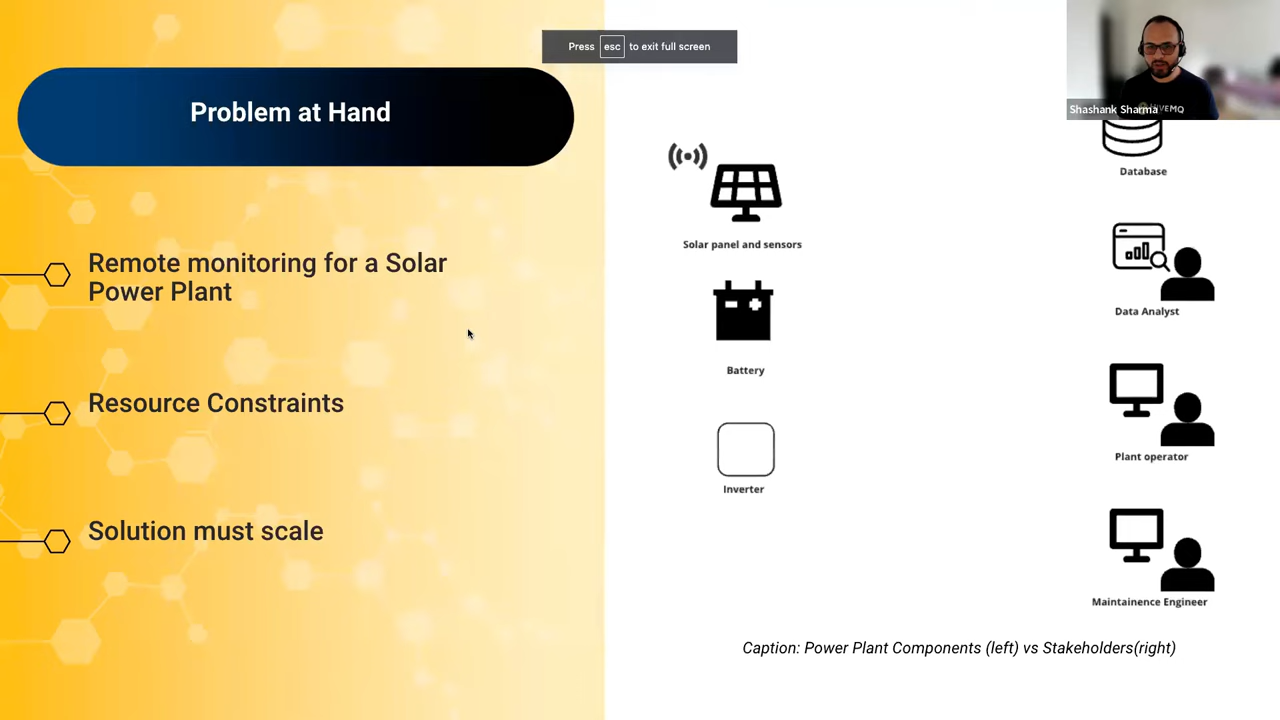 Press esc to exit full screen
Problem at Hand
Remote monitoring for a Solar
Power Plant
Resource Constraints
Solution must scale
Solar panel and sensors
Battery
Inverter
Shashank Sharma
Database
Data Analyst
Plant operator
Maintainence Engineer
Caption: Power Plant Components (left) vs Stakeholders(right)